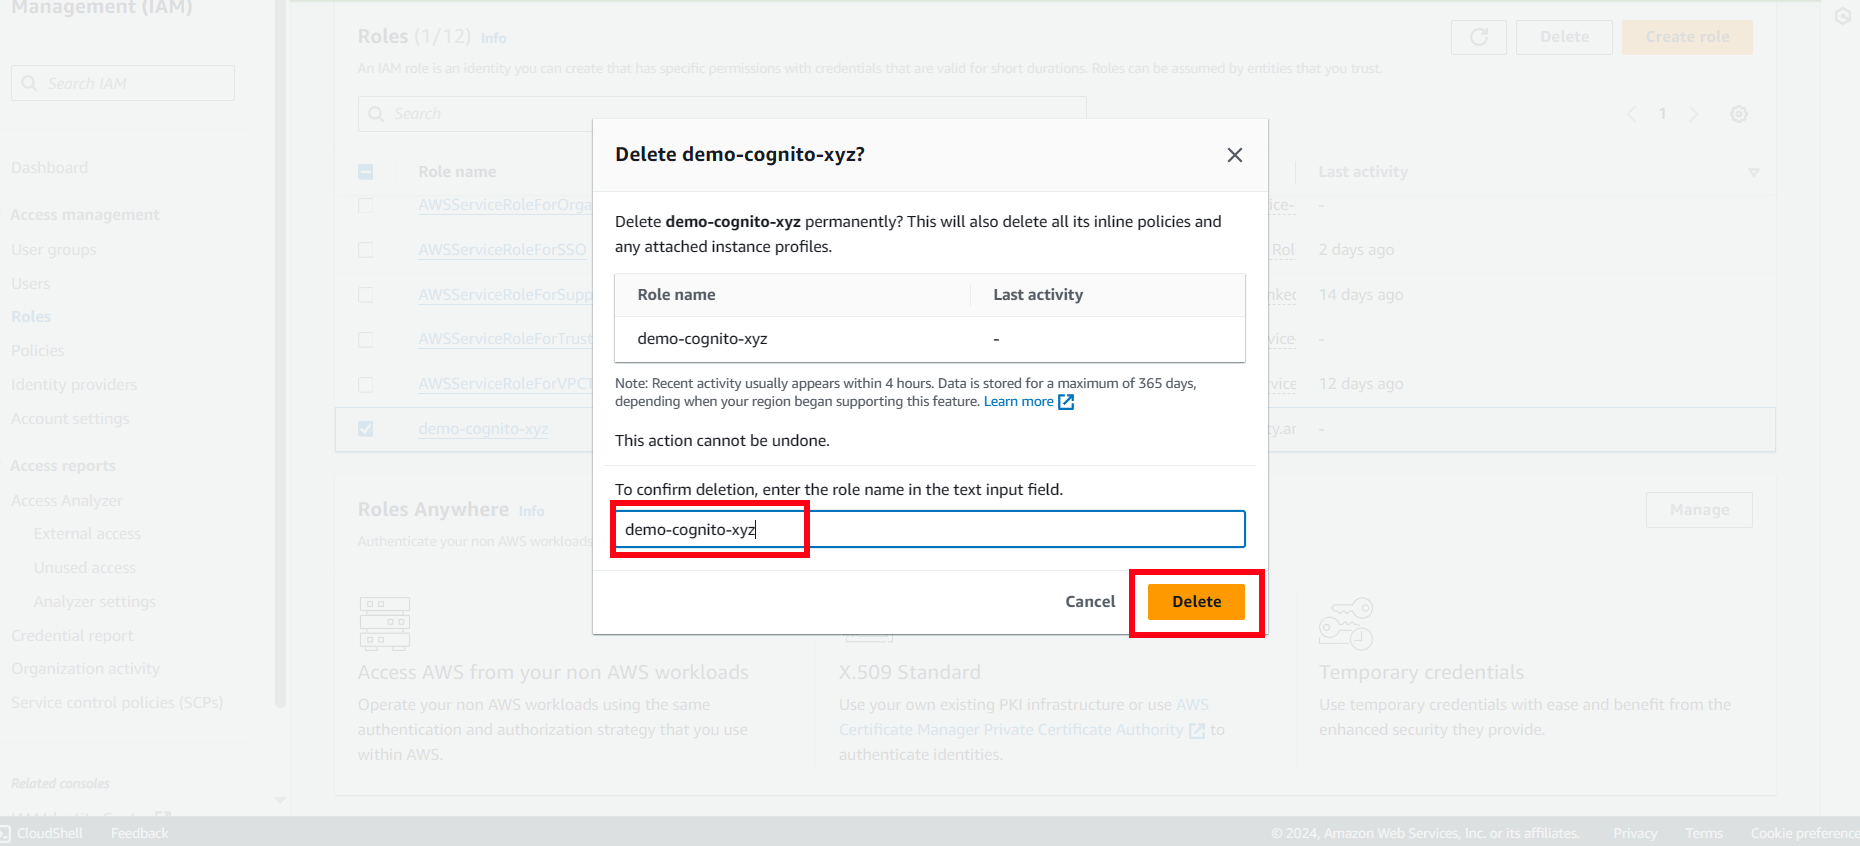 Management (IAM)
Search IAM
Dashboard
Access management
User groups
Users
Roles
Policies
Identity providers
Account settings
Access reports
Access Analyzer
External access
Unused access
Analyzer settings
Credential report
Organization activity
Service control policies (SCPs)
Related consoles
Roles (1/12) Info
Delete
Create role
An IAM role is an identity you can create that has specific permissions with credentials that are valid for short durations. Roles can be assumed by entities that you trust.
Search
1
Role name
Last activity
AWSServiceRoleForOrga
-
AWSServiceRoleForSSO
Rol
2 days ago
AWSServiceRoleForSupp
14 days ago
AWSServiceRoleForTrust
-
AWSServiceRoleForVPCT
12 days ago
demo-cognito-xyz
-
Delete demo-cognito-xyz?
Delete demo-cognito-xyz permanently? This will also delete all its inline policies and
any attached instance profiles.
Role name
Last activity
demo-cognito-xyz
-
Note: Recent activity usually appears within 4 hours. Data is stored for a maximum of 365 days,
depending when your region began supporting this feature. Learn more
This action cannot be undone.
To confirm deletion, enter the role name in the text input field.
demo-cognito-xyz
Cancel
Delete
Roles Anywhere Info
Manage
Authenticate your non AWS workloads
Access AWS from your non AWS workloads
Operate your non AWS workloads using the same
authentication and authorization strategy that you use
within AWS.
X.509 Standard
Use your own existing PKI infrastructure or use AWS
Certificate Manager Private Certificate Authority to
authenticate identities.
Temporary credentials
Use temporary credentials with ease and benefit from the
enhanced security they provide.
CloudShell
Feedback
© 2024, Amazon Web Services, Inc. or its affiliates.
Privacy
Terms
Cookie preference